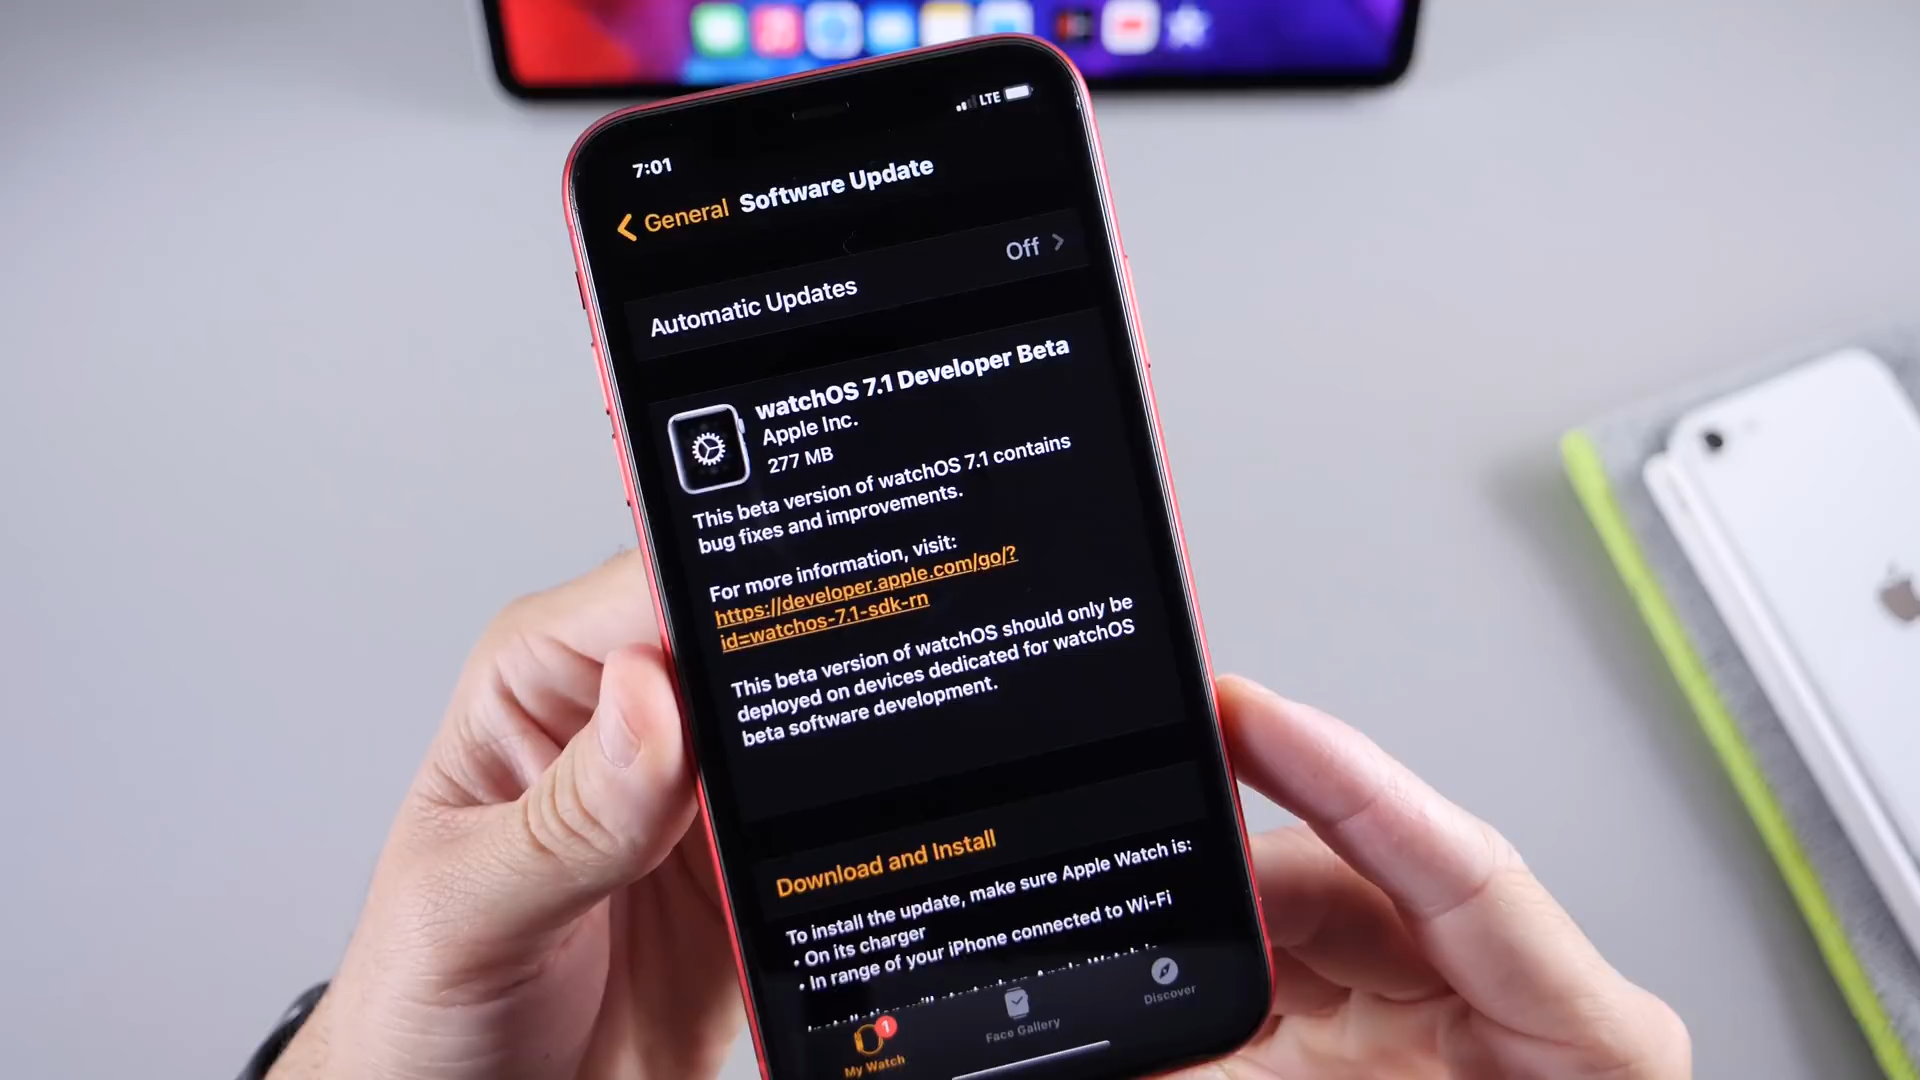 7:01
LTE
General
Software Update
Automatic Updates
Off
watchOS 7.1 Developer Beta
Apple Inc.
277 MB
This beta version of watchOS 7.1 contains
bug fixes and improvements.
For more information, visit:
https://developer.apple.com/go/?
id=watchos-7.1-sdk-rn
This beta version of watchOS should only be
deployed on devices dedicated for watchOS
beta software development.
Download and Install
To install the update, make sure Apple Watch is:
• On its charger
• In range of your iPhone connected to Wi-Fi
1
My Watch
Face Gallery
Discover